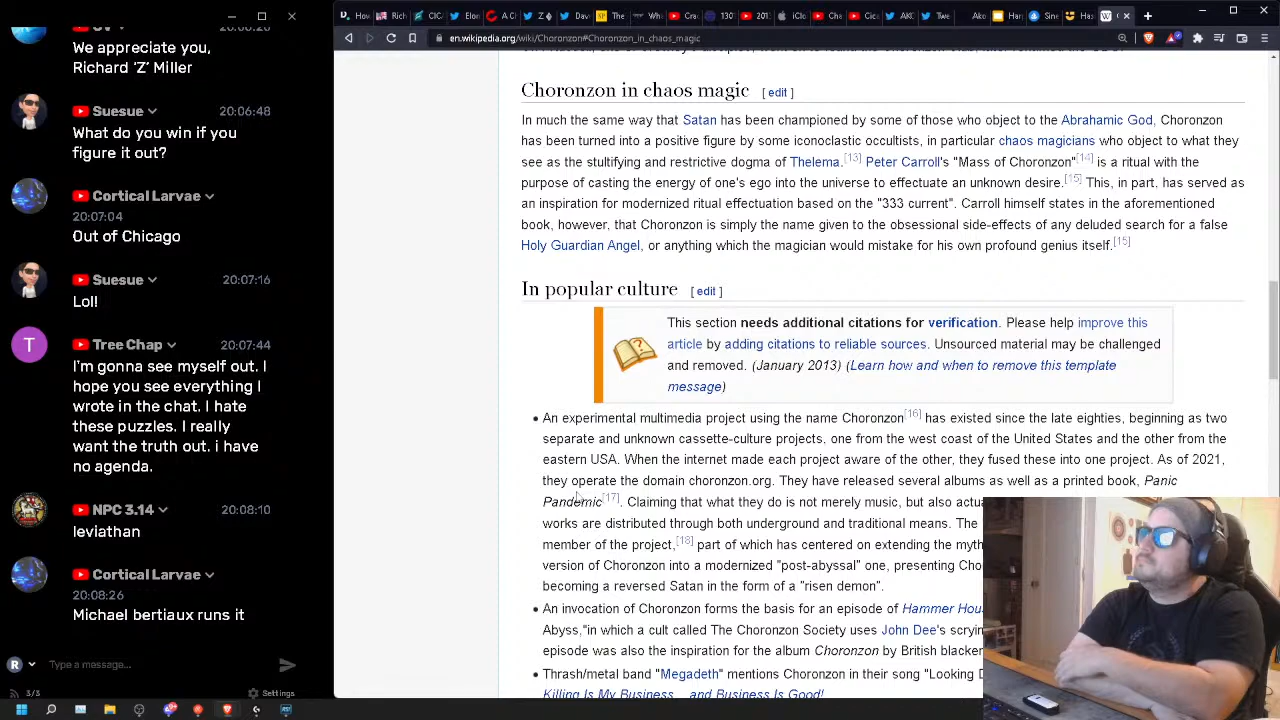 We appreciate you,
Richard 'Z' Miller
Suesue
20:06:48
What do you win if you
figure it out?
Cortical Larvae
20:07:04
Out of Chicago
Suesue
20:07:16
Lol!
Tree Chap
20:07:44
I'm gonna see myself out. I
hope you see everything I
wrote in the chat. I hate
these puzzles. I really
want the truth out. i have
no agenda.
NPC 3.14
20:08:10
leviathan
Cortical Larvae
20:08:26
Michael bertiaux runs it
R
Type a message...
3/3
Settings
en.wikipedia.org/wiki/Choronzon#Choronzon_in_chaos_magic
Choronzon in chaos magic [ edit ]
In much the same way that Satan has been championed by some of those who object to the Abrahamic God, Choronzon
has been turned into a positive figure by some iconoclastic occultists, in particular chaos magicians who object to what they
see as the stultifying and restrictive dogma of Thelema.[13] Peter Carroll's "Mass of Choronzon"[14] is a ritual with the
purpose of casting the energy of one's ego into the universe to effectuate an unknown desire.[15] This, in part, has served as
an inspiration for modernized ritual effectuation based on the "333 current". Carroll himself states in the aforementioned
book, however, that Choronzon is simply the name given to the obsessional side-effects of any deluded search for a false
Holy Guardian Angel, or anything which the magician would mistake for his own profound genius itself.[15]
In popular culture [ edit ]
This section needs additional citations for verification. Please help improve this
article by adding citations to reliable sources. Unsourced material may be challenged
and removed. (January 2013) (Learn how and when to remove this template
message)
An experimental multimedia project using the name Choronzon[16] has existed since the late eighties, beginning as two
separate and unknown cassette-culture projects, one from the west coast of the United States and the other from the
eastern USA. When the internet made each project aware of the other, they fused these into one project. As of 2021,
they operate the domain choronzon.org. They have released several albums as well as a printed book, Panic
Pandemic[17]. Claiming that what they do is not merely music, but also actu
works are distributed through both underground and traditional means. The
member of the project,[18] part of which has centered on extending the myth
version of Choronzon into a modernized "post-abyssal" one, presenting Cho
becoming a reversed Satan in the form of a "risen demon".
An invocation of Choronzon forms the basis for an episode of Hammer Hou
Abyss,"in which a cult called The Choronzon Society uses John Dee's scryin
episode was also the inspiration for the album Choronzon by British blacken
Thrash/metal band "Megadeth" mentions Choronzon in their song "Looking D
Killing Is My Business... and Business Is Good!